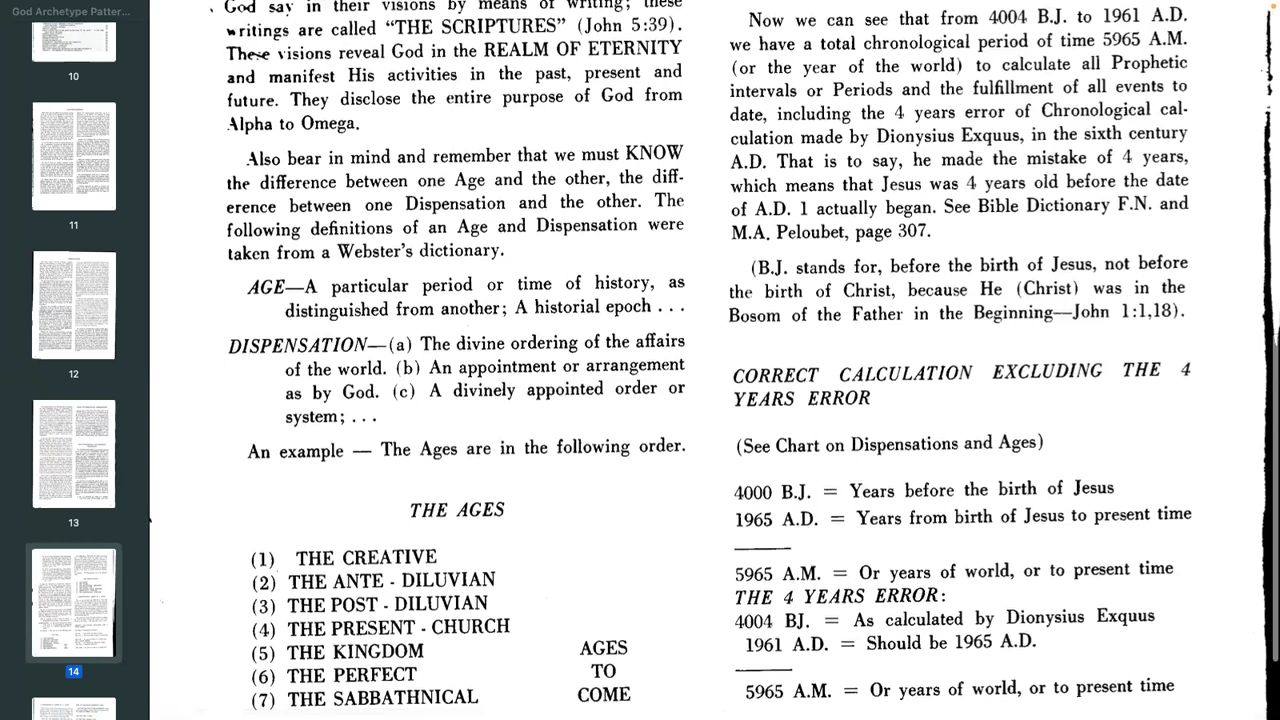 God Archetype Patter...
10
11
12
13
14
God say in their visions by means of writing; these
writings are called “THE SCRIPTURES” (John 5:39).
These visions reveal God in the REALM OF ETERNITY
and manifest His activities in the past, present and
future. They disclose the entire purpose of God from
Alpha to Omega.
Also bear in mind and remember that we must KNOW
the difference between one Age and the other, the diff-
erence between one Dispensation and the other. The
following definitions of an Age and Dispensation were
taken from a Webster’s dictionary.
AGE—A particular period or time of history, as
distinguished from another; A historial epoch . . .
DISPENSATION—(a) The divine ordering of the affairs
of the world. (b) An appointment or arrangement
as by God. (c) A divinely appointed order or
system; . . .
An example — The Ages are in the following order.
THE AGES
(1) THE CREATIVE
(2) THE ANTE - DILUVIAN
(3) THE POST - DILUVIAN
(4) THE PRESENT - CHURCH
(5) THE KINGDOM AGES
(6) THE PERFECT TO
(7) THE SABBATHNICAL COME
Now we can see that from 4004 B.J. to 1961 A.D.
we have a total chronological period of time 5965 A.M.
(or the year of the world) to calculate all Prophetic
intervals or Periods and the fulfillment of all events to
date, including the 4 years error of Chronological cal-
culation made by Dionysius Exquus, in the sixth century
A.D. That is to say, he made the mistake of 4 years,
which means that Jesus was 4 years old before the date
of A.D. 1 actually began. See Bible Dictionary F.N. and
M.A. Peloubet, page 307.
(B.J. stands for, before the birth of Jesus, not before
the birth of Christ, because He (Christ) was in the
Bosom of the Father in the Beginning—John 1:1,18).
CORRECT CALCULATION EXCLUDING THE 4
YEARS ERROR
(See Chart on Dispensations and Ages)
4000 B.J. = Years before the birth of Jesus
1965 A.D. = Years from birth of Jesus to present time
5965 A.M. = Or years of world, or to present time
THE 4 YEARS ERROR:
4004 BJ. = As calculated by Dionysius Exquus
1961 A.D. = Should be 1965 A.D.
5965 A.M. = Or years of world, or to present time